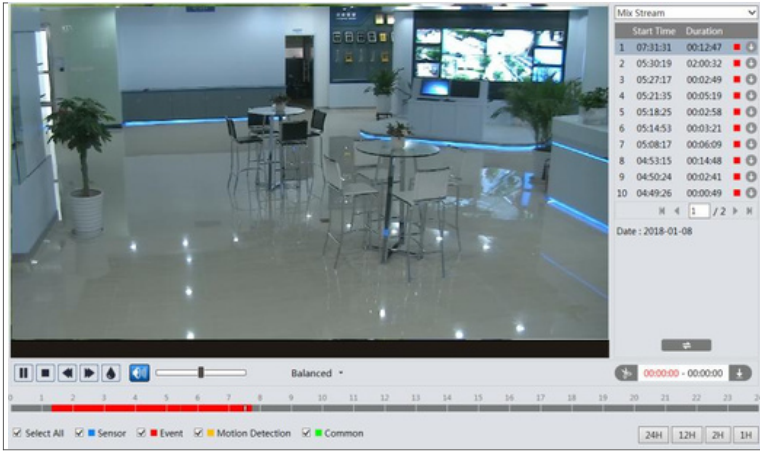 Mix Stream
Start Time Duration
1 07:31:31 00:12:47
2 05:30:19 02:00:32
3 05:27:17 00:02:49
4 05:21:35 00:05:19
5 05:18:25 00:02:58
6 05:14:53 00:03:21
7 05:08:17 00:06:09
8 04:53:15 00:14:48
9 04:50:24 00:02:41
10 04:49:26 00:00:49
1 / 2
Date : 2018-01-08
Balanced
00:00:00 - 00:00:00
0 1 2 3 4 5 6 7 8 9 10 11 12 13 14 15 16 17 18 19 20 21 22 23 2
Select All Sensor Event Motion Detection Common
24H 12H 2H 1H